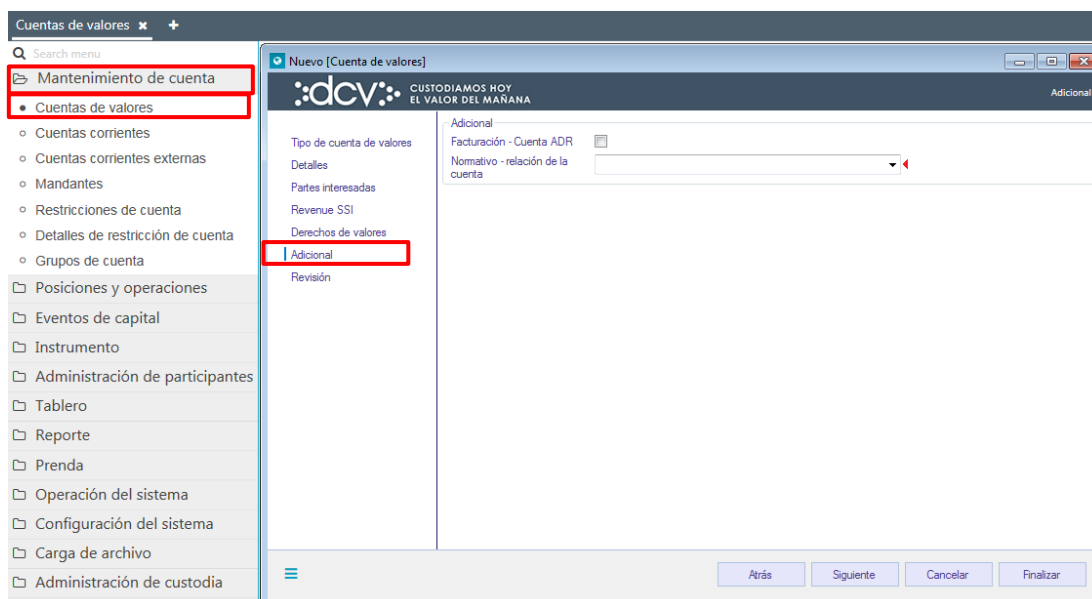 Cuentas de valores ✖ +
Search menu
Mantenimiento de cuenta
Cuentas de valores
Cuentas corrientes
Cuentas corrientes externas
Mandantes
Restricciones de cuenta
Detalles de restricción de cuenta
Grupos de cuenta
Posiciones y operaciones
Eventos de capital
Instrumento
Administración de participantes
Tablero
Reporte
Prenda
Operación del sistema
Configuración del sistema
Carga de archivo
Administración de custodia
Nuevo [Cuenta de valores]
dcv
CUSTODIAMOS HOY
EL VALOR DEL MAÑANA
Adicional
Tipo de cuenta de valores
Detalles
Partes interesadas
Revenue SSI
Derechos de valores
Adicional
Revisión
Adicional
Facturación - Cuenta ADR
Normativo - relación de la
cuenta
Atrás
Siguiente
Cancelar
Finalizar